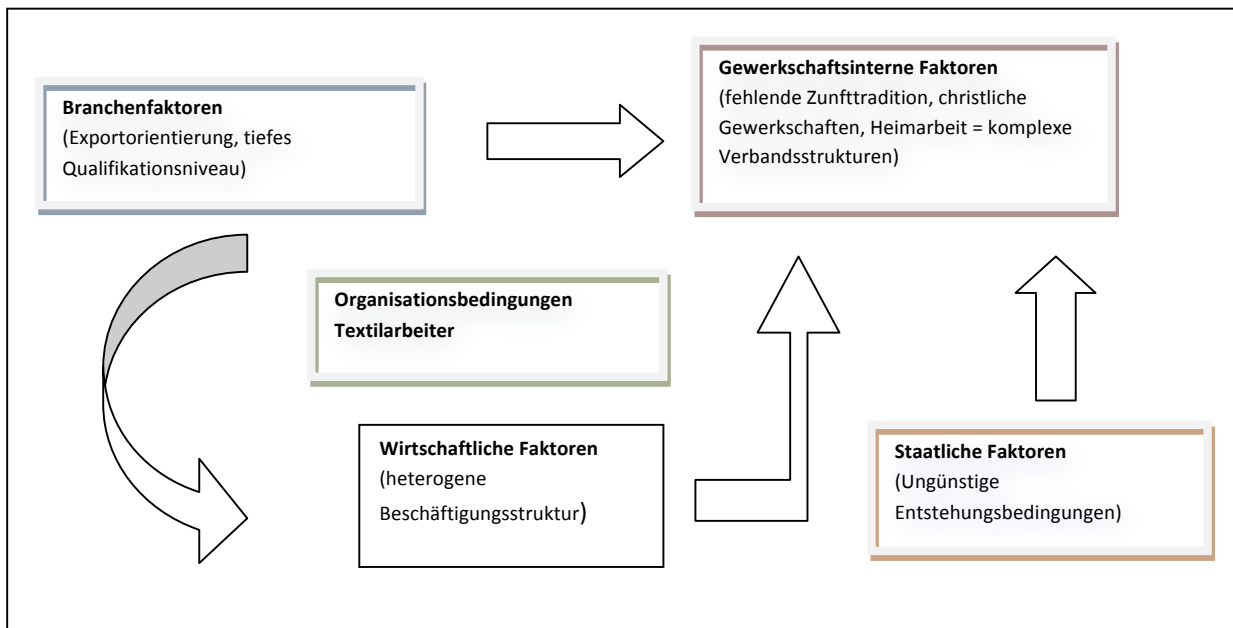 Branchenfaktoren
(Exportorientierung, tiefes
Qualifikationsniveau)
Gewerkschaftsinterne Faktoren
(fehlende Zunfttradition, christliche
Gewerkschaften, Heimarbeit = komplexe
Verbandsstrukturen)
Organisationsbedingungen
Textilarbeiter
Wirtschaftliche Faktoren
(heterogene
Beschäftigungsstruktur)
Staatliche Faktoren
(Ungünstige
Entstehungsbedingungen)